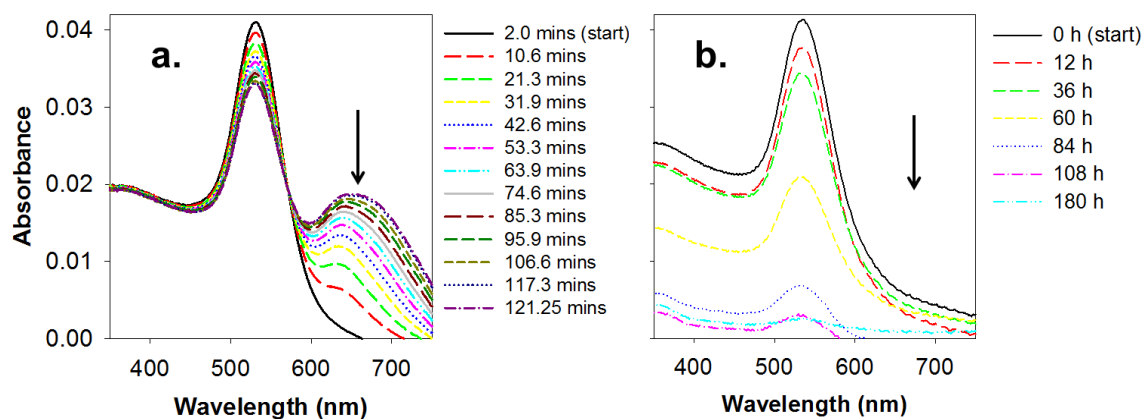 a.
Absorbance
0.04
0.03
0.02
0.01
0.00
400 500 600 700
Wavelength (nm)
2.0 mins (start)
10.6 mins
21.3 mins
31.9 mins
42.6 mins
53.3 mins
63.9 mins
74.6 mins
85.3 mins
95.9 mins
106.6 mins
117.3 mins
121.25 mins
b.
400 500 600 700
Wavelength (nm)
0 h (start)
12 h
36 h
60 h
84 h
108 h
180 h